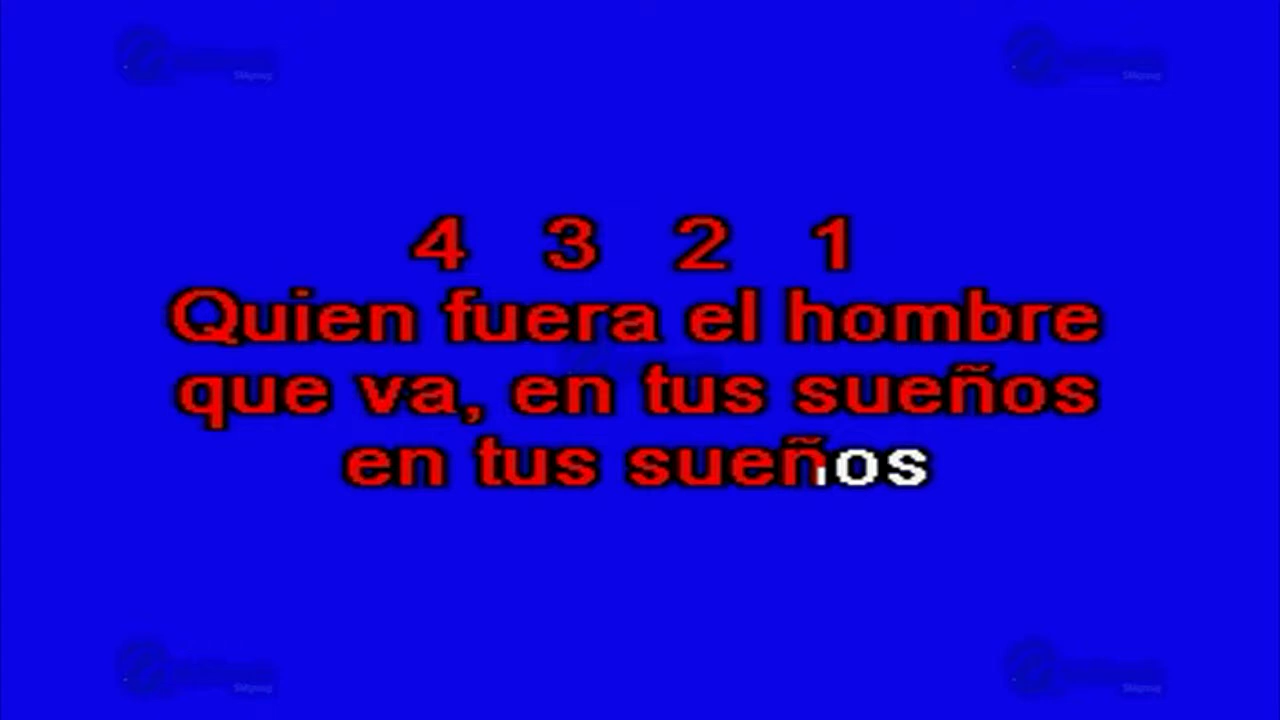 4 3 2 1
Quien fuera el hombre
que va, en tus sueños
en tus sueños